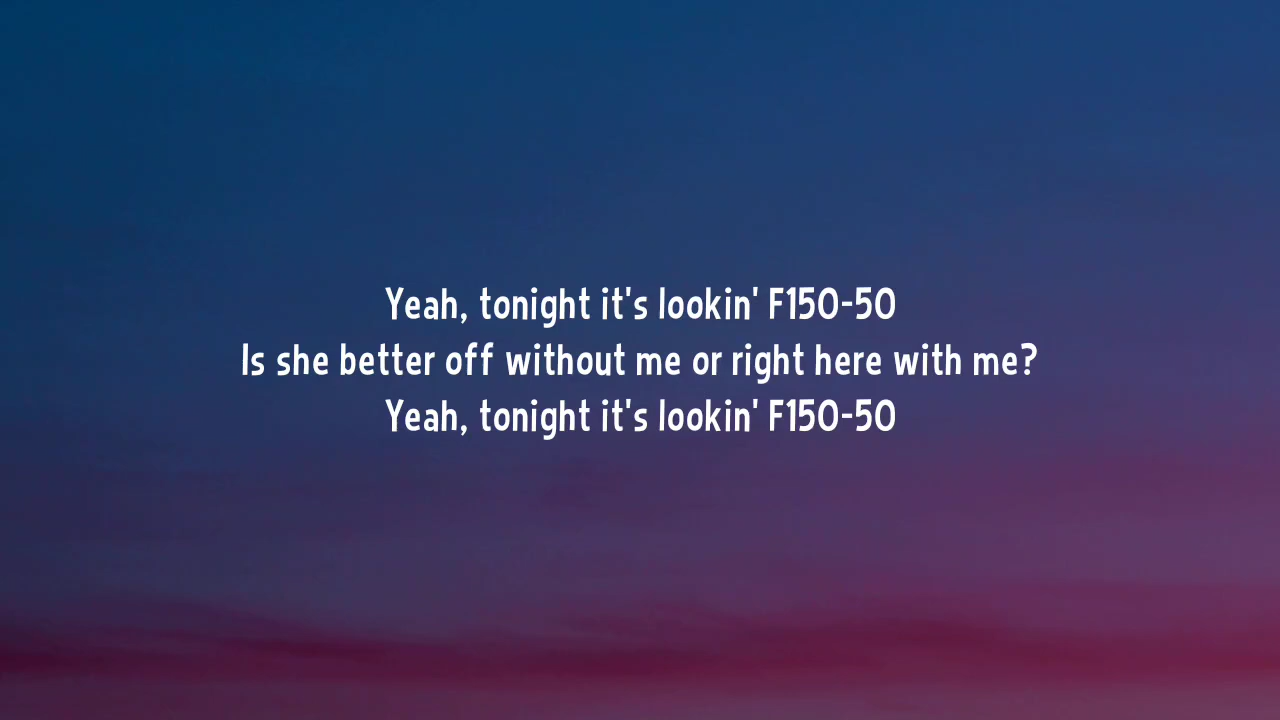 Yeah, tonight it's lookin' F150-50
Is she better off without me or right here with me?
Yeah, tonight it's lookin' F150-50